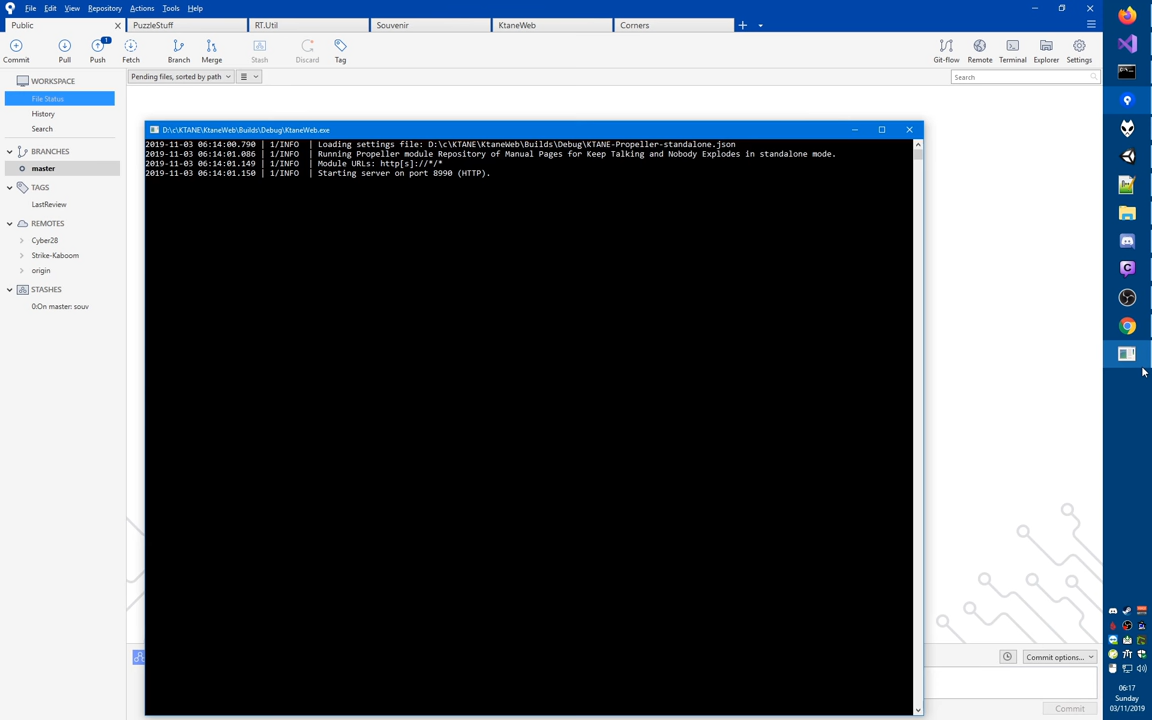 File Edit View Repository Actions Tools Help
Public PuzzleStuff RT.Util Souvenir KtaneWeb Corners
Commit Pull 1 Push Fetch Branch Merge Stash Discard Tag Git-flow Remote Terminal Explorer Settings
WORKSPACE
File Status
History
Search
BRANCHES
master
TAGS
LastReview
REMOTES
Cyber28
Strike-Kaboom
origin
STASHES
0:On master: souv
Pending files, sorted by path Search
D:\c\KTANE\KtaneWeb\Builds\Debug\KtaneWeb.exe
2019-11-03 06:14:00.790 | 1/INFO | Loading settings file: D:\c\KTANE\KtaneWeb\Builds\Debug\KTANE-Propeller-standalone.json
2019-11-03 06:14:01.086 | 1/INFO | Running Propeller module Repository of Manual Pages for Keep Talking and Nobody Explodes in standalone mode.
2019-11-03 06:14:01.149 | 1/INFO | Module URLs: http[s]://*/*
2019-11-03 06:14:01.150 | 1/INFO | Starting server on port 8990 (HTTP).
Commit options...
Commit
06:17
Sunday
03/11/2019